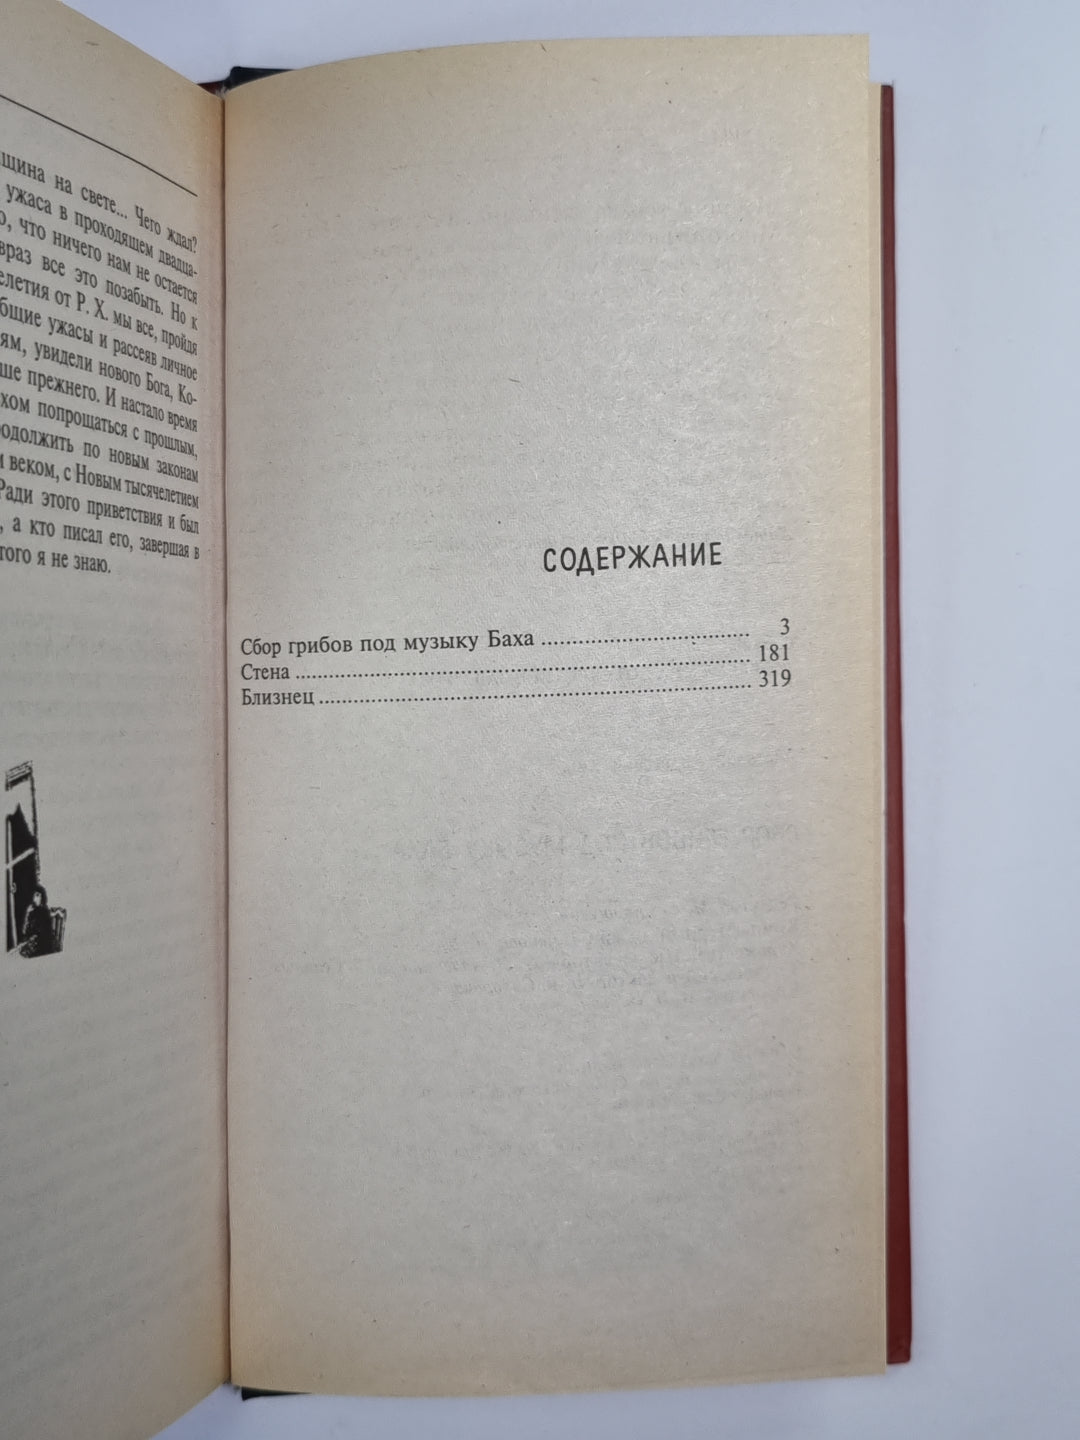 щина на свете... Чего ждал?
ужаса в проходящем двадца-
о, что ничего нам не остается
враз все это позабыть. Но к
елетия от Р. Х. мы все, пройдя
бщие ужасы и рассеяв личное
ям, увидели нового Бога, Ко-
ше прежнего. И настало время
хом попрощаться с прошлым,
родолжить по новым законам
м веком, с Новым тысячелетием
Ради этого приветствия и был
, а кто писал его, завершая в
того я не знаю.
СОДЕРЖАНИЕ
Сбор грибов под музыку Баха ................................ 3
Стена ................................................................ 181
Близнец ............................................................. 319